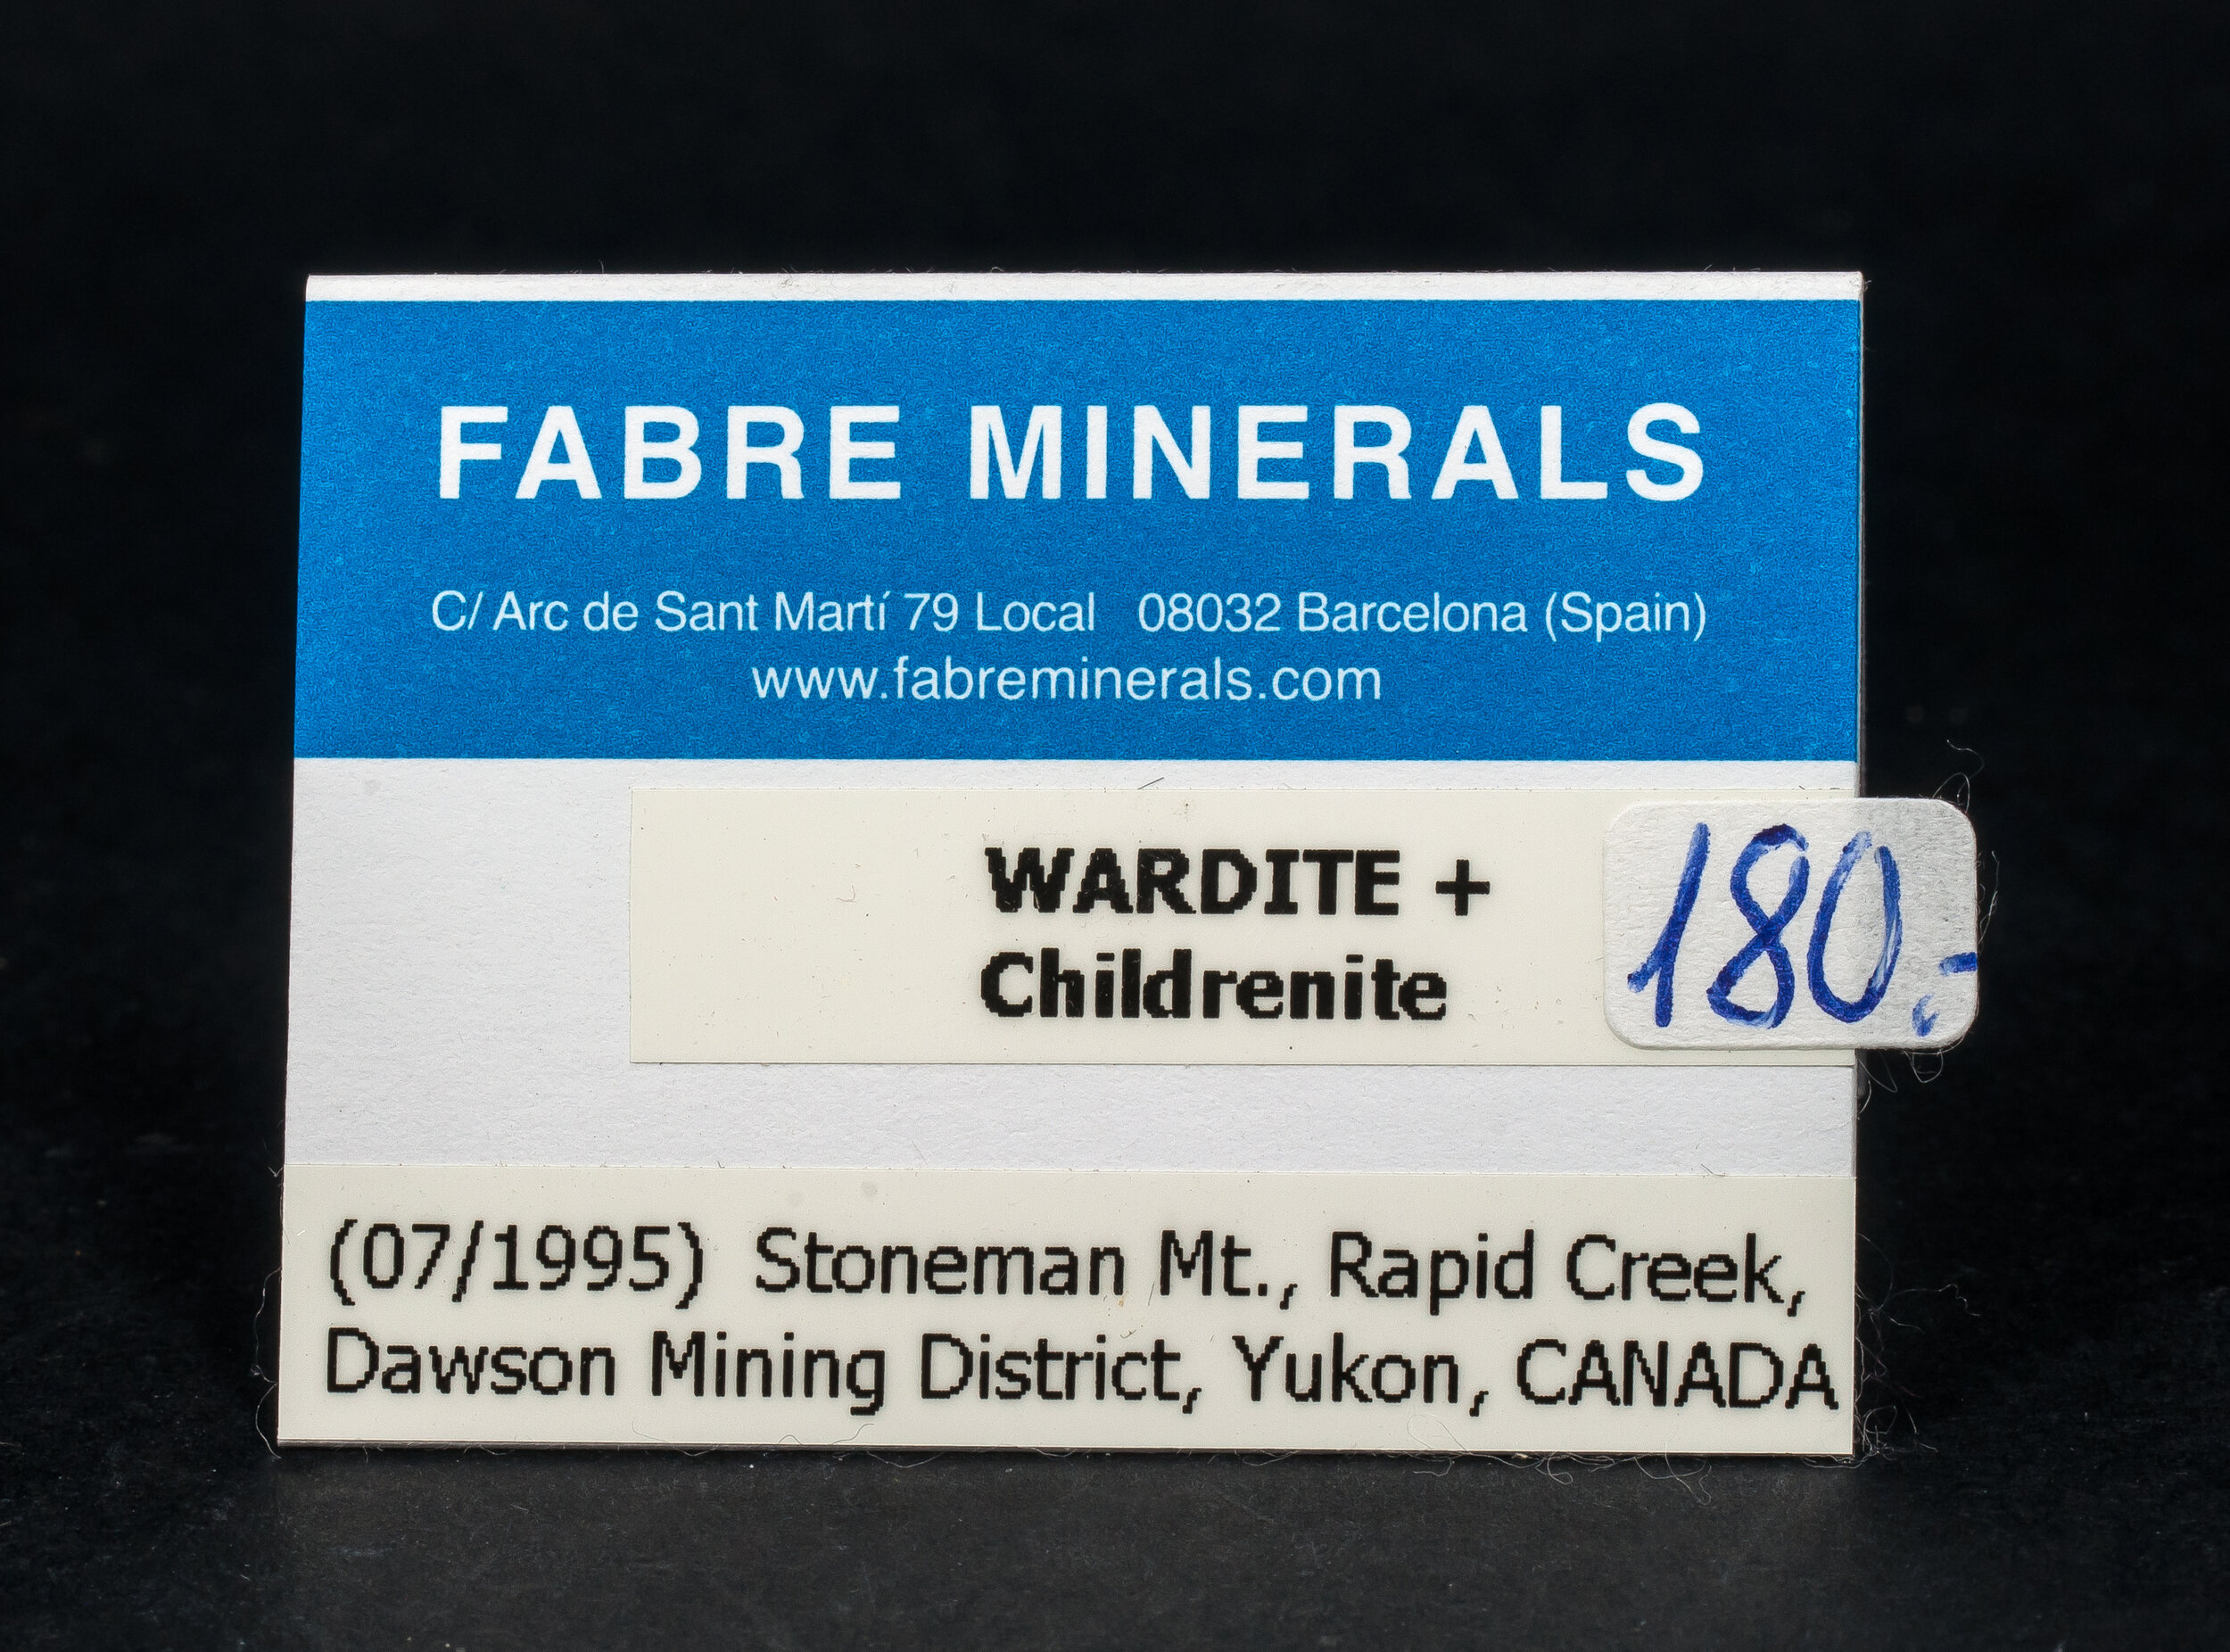 FABRE MINERALS
C/ Arc de Sant Martí 79 Local 08032 Barcelona (Spain)
www.fabreminerals.com
WARDITE +
Childrenite
180.-
(07/1995) Stoneman Mt., Rapid Creek,
Dawson Mining District, Yukon, CANADA